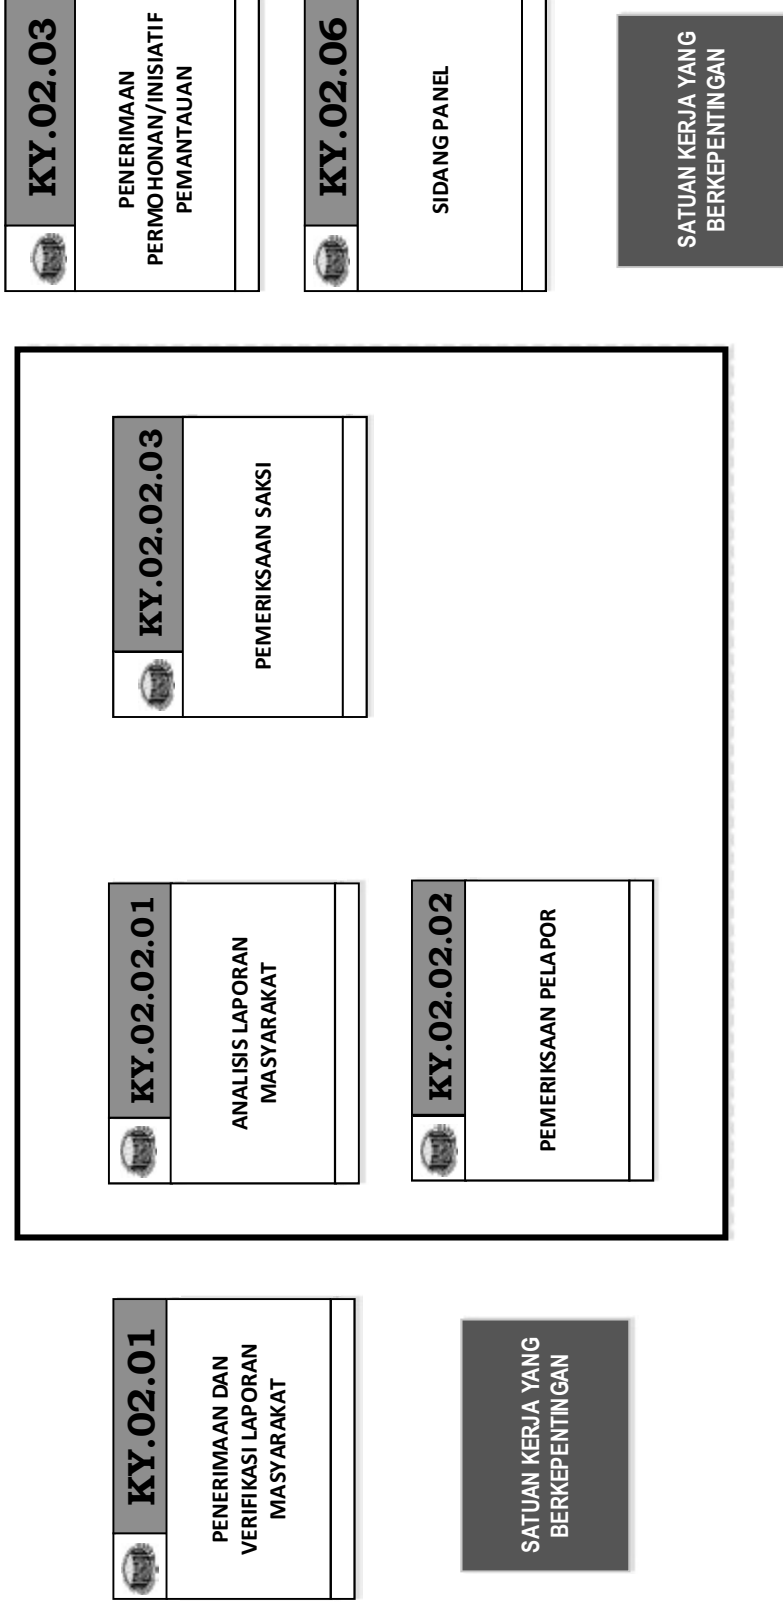 KY.02.01
PENERIMAAN DAN
VERIFIKASI LAPORAN
MASYARAKAT
SATUAN KERJA YANG
BERKEPENTINGAN
KY.02.02.01
ANALISIS LAPORAN
MASYARAKAT
KY.02.02.02
PEMERIKSAAN PELAPOR
KY.02.02.03
PEMERIKSAAN SAKSI
KY.02.03
PENERIMAAN
PERMOHONAN/INISIATIF
PEMANTAUAN
KY.02.06
SIDANG PANEL
SATUAN KERJA YANG
BERKEPENTINGAN